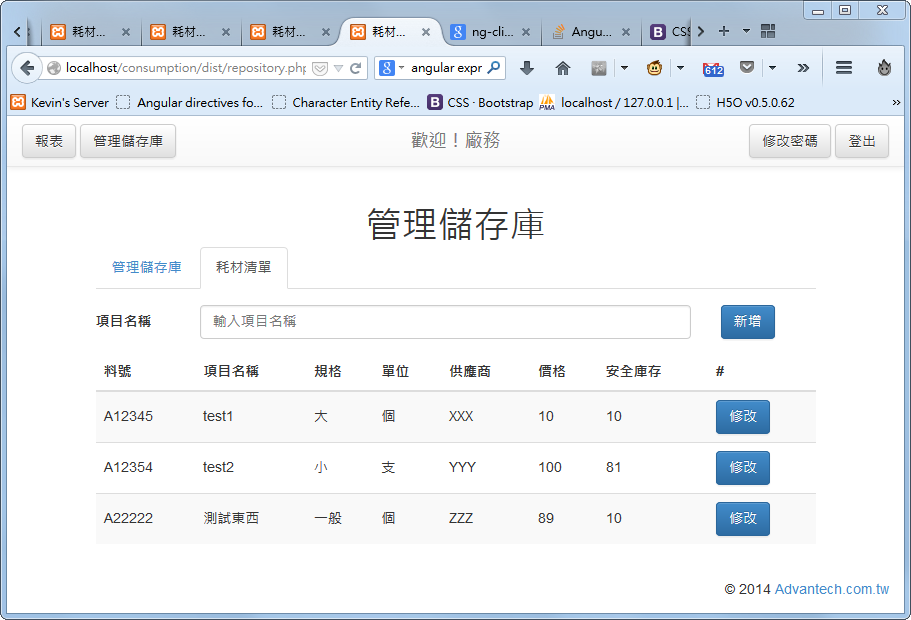 耗材... 耗材... 耗材... 耗材... ng-cli... Angu... CSS
localhost/consumption/dist/repository.php angular expr 612
Kevin's Server Angular directives fo... Character Entity Refe... CSS · Bootstrap localhost / 127.0.0.1 |... H5O v0.5.0.62
報表 管理儲存庫 歡迎！廠務 修改密碼 登出
管理儲存庫
管理儲存庫 耗材清單
項目名稱 輸入項目名稱 新增
料號 項目名稱 規格 單位 供應商 價格 安全庫存 #
A12345 test1 大 個 XXX 10 10 修改
A12354 test2 小 支 YYY 100 81 修改
A22222 測試東西 一般 個 ZZZ 89 10 修改
© 2014 Advantech.com.tw